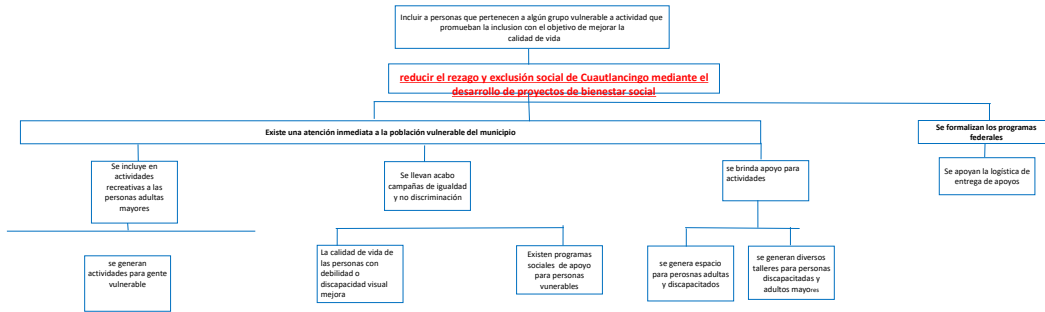 Incluir a personas que pertenecen a algún grupo vulnerable a actividad que
promueban la inclusion con el objetivo de mejorar la
calidad de vida
reducir el rezago y exclusión social de Cuautlancingo mediante el
desarrollo de proyectos de bienestar social
Existe una atención inmediata a la población vulnerable del municipio
Se formalizan los programas
federales
Se incluye en
actividades
recreativas a las
personas adultas
mayores
Se llevan acabo
campañas de igualdad
y no discriminación
se brinda apoyo para
actividades
Se apoyan la logística de
entrega de apoyos
se generan
actividades para gente
vulnerable
La calidad de vida de
las personas con
debilidad o
discapacidad visual
mejora
Existen programas
sociales de apoyo
para personas
vunerables
se genera espacio
para perosnas adultas
y discapacitados
se generan diversos
talleres para personas
discapacitadas y
adultos mayores